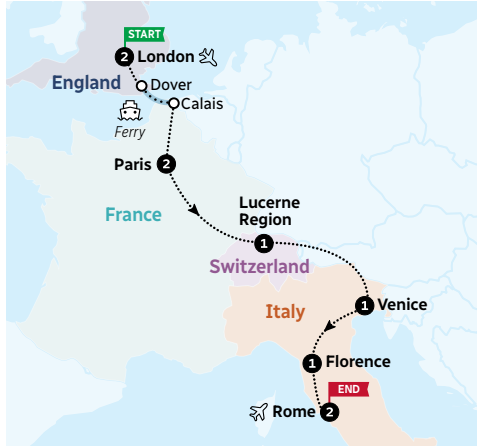 START
2 London
England
Dover
Calais
Ferry
Paris 2
France
Lucerne
Region
1
Switzerland
Italy
1 Venice
1 Florence
END
Rome 2